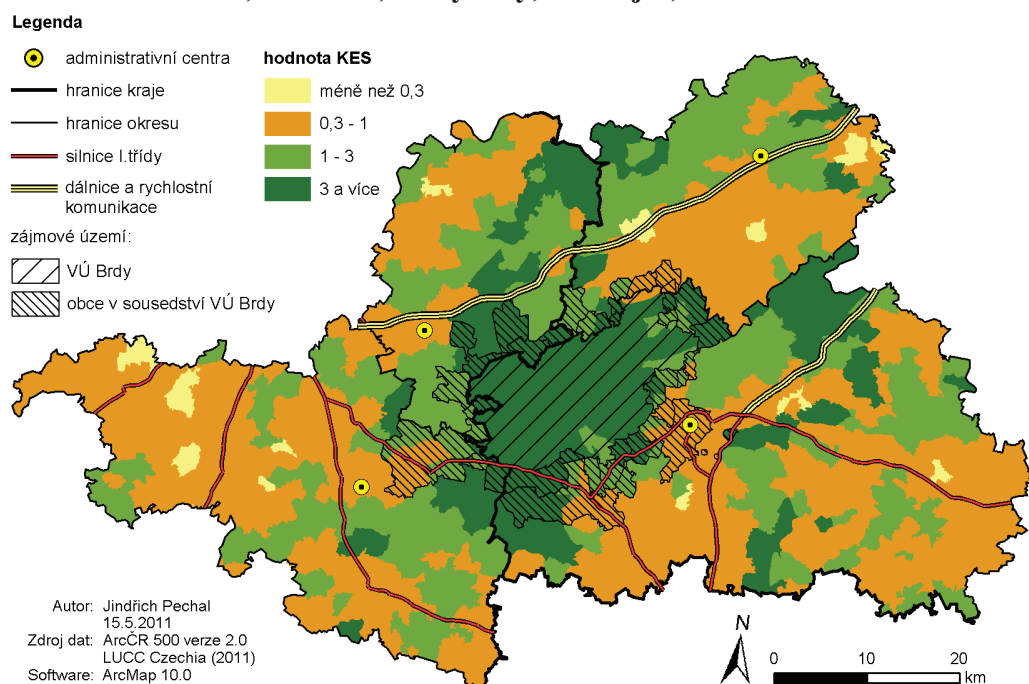 Legenda
administrativní centra
hranice kraje
hranice okresu
silnice I.třídy
dálnice a rychlostní
komunikace
zájmové území:
VÚ Brdy
obce v sousedství VÚ Brdy
hodnota KES
méně než 0,3
0,3 - 1
1 - 3
3 a více
Autor: Jindřich Pechal
15.5.2011
Zdroj dat: ArcČR 500 verze 2.0
LUCC Czechia (2011)
Software: ArcMap 10.0
N
0 10 20
km